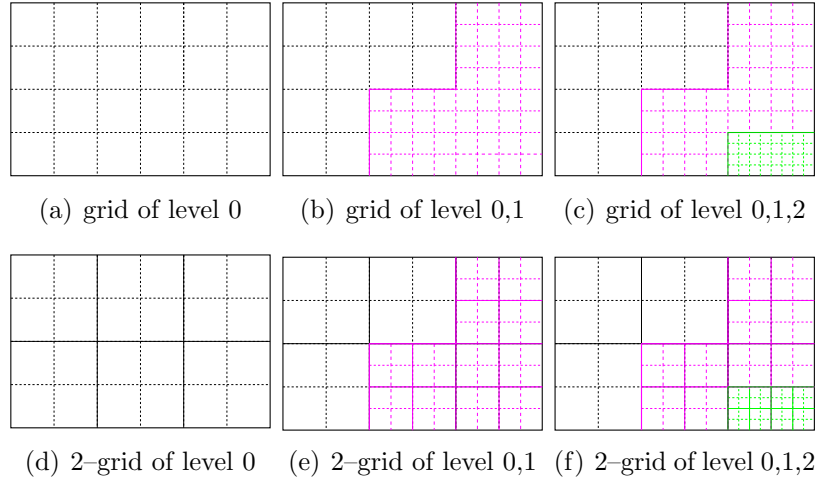 (a) grid of level 0
(b) grid of level 0,1
(c) grid of level 0,1,2
(d) 2–grid of level 0
(e) 2–grid of level 0,1
(f) 2–grid of level 0,1,2